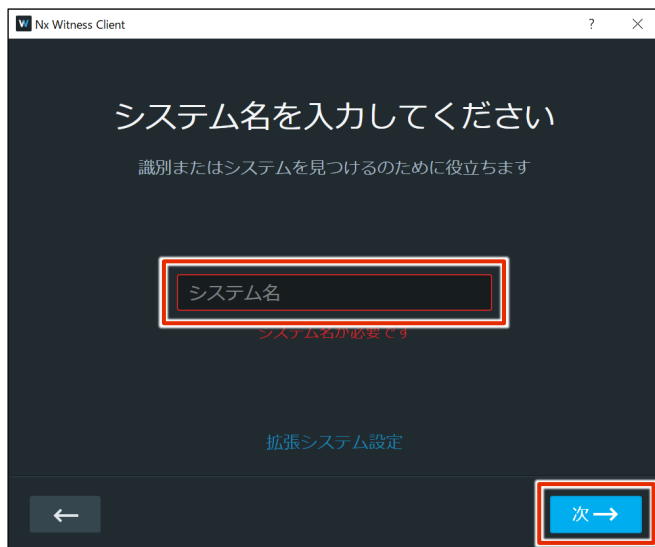 Nx Witness Client
システム名を入力してください
識別またはシステムを見つけるのために役立ちます
システム名
システム名が必要です
拡張システム設定
次